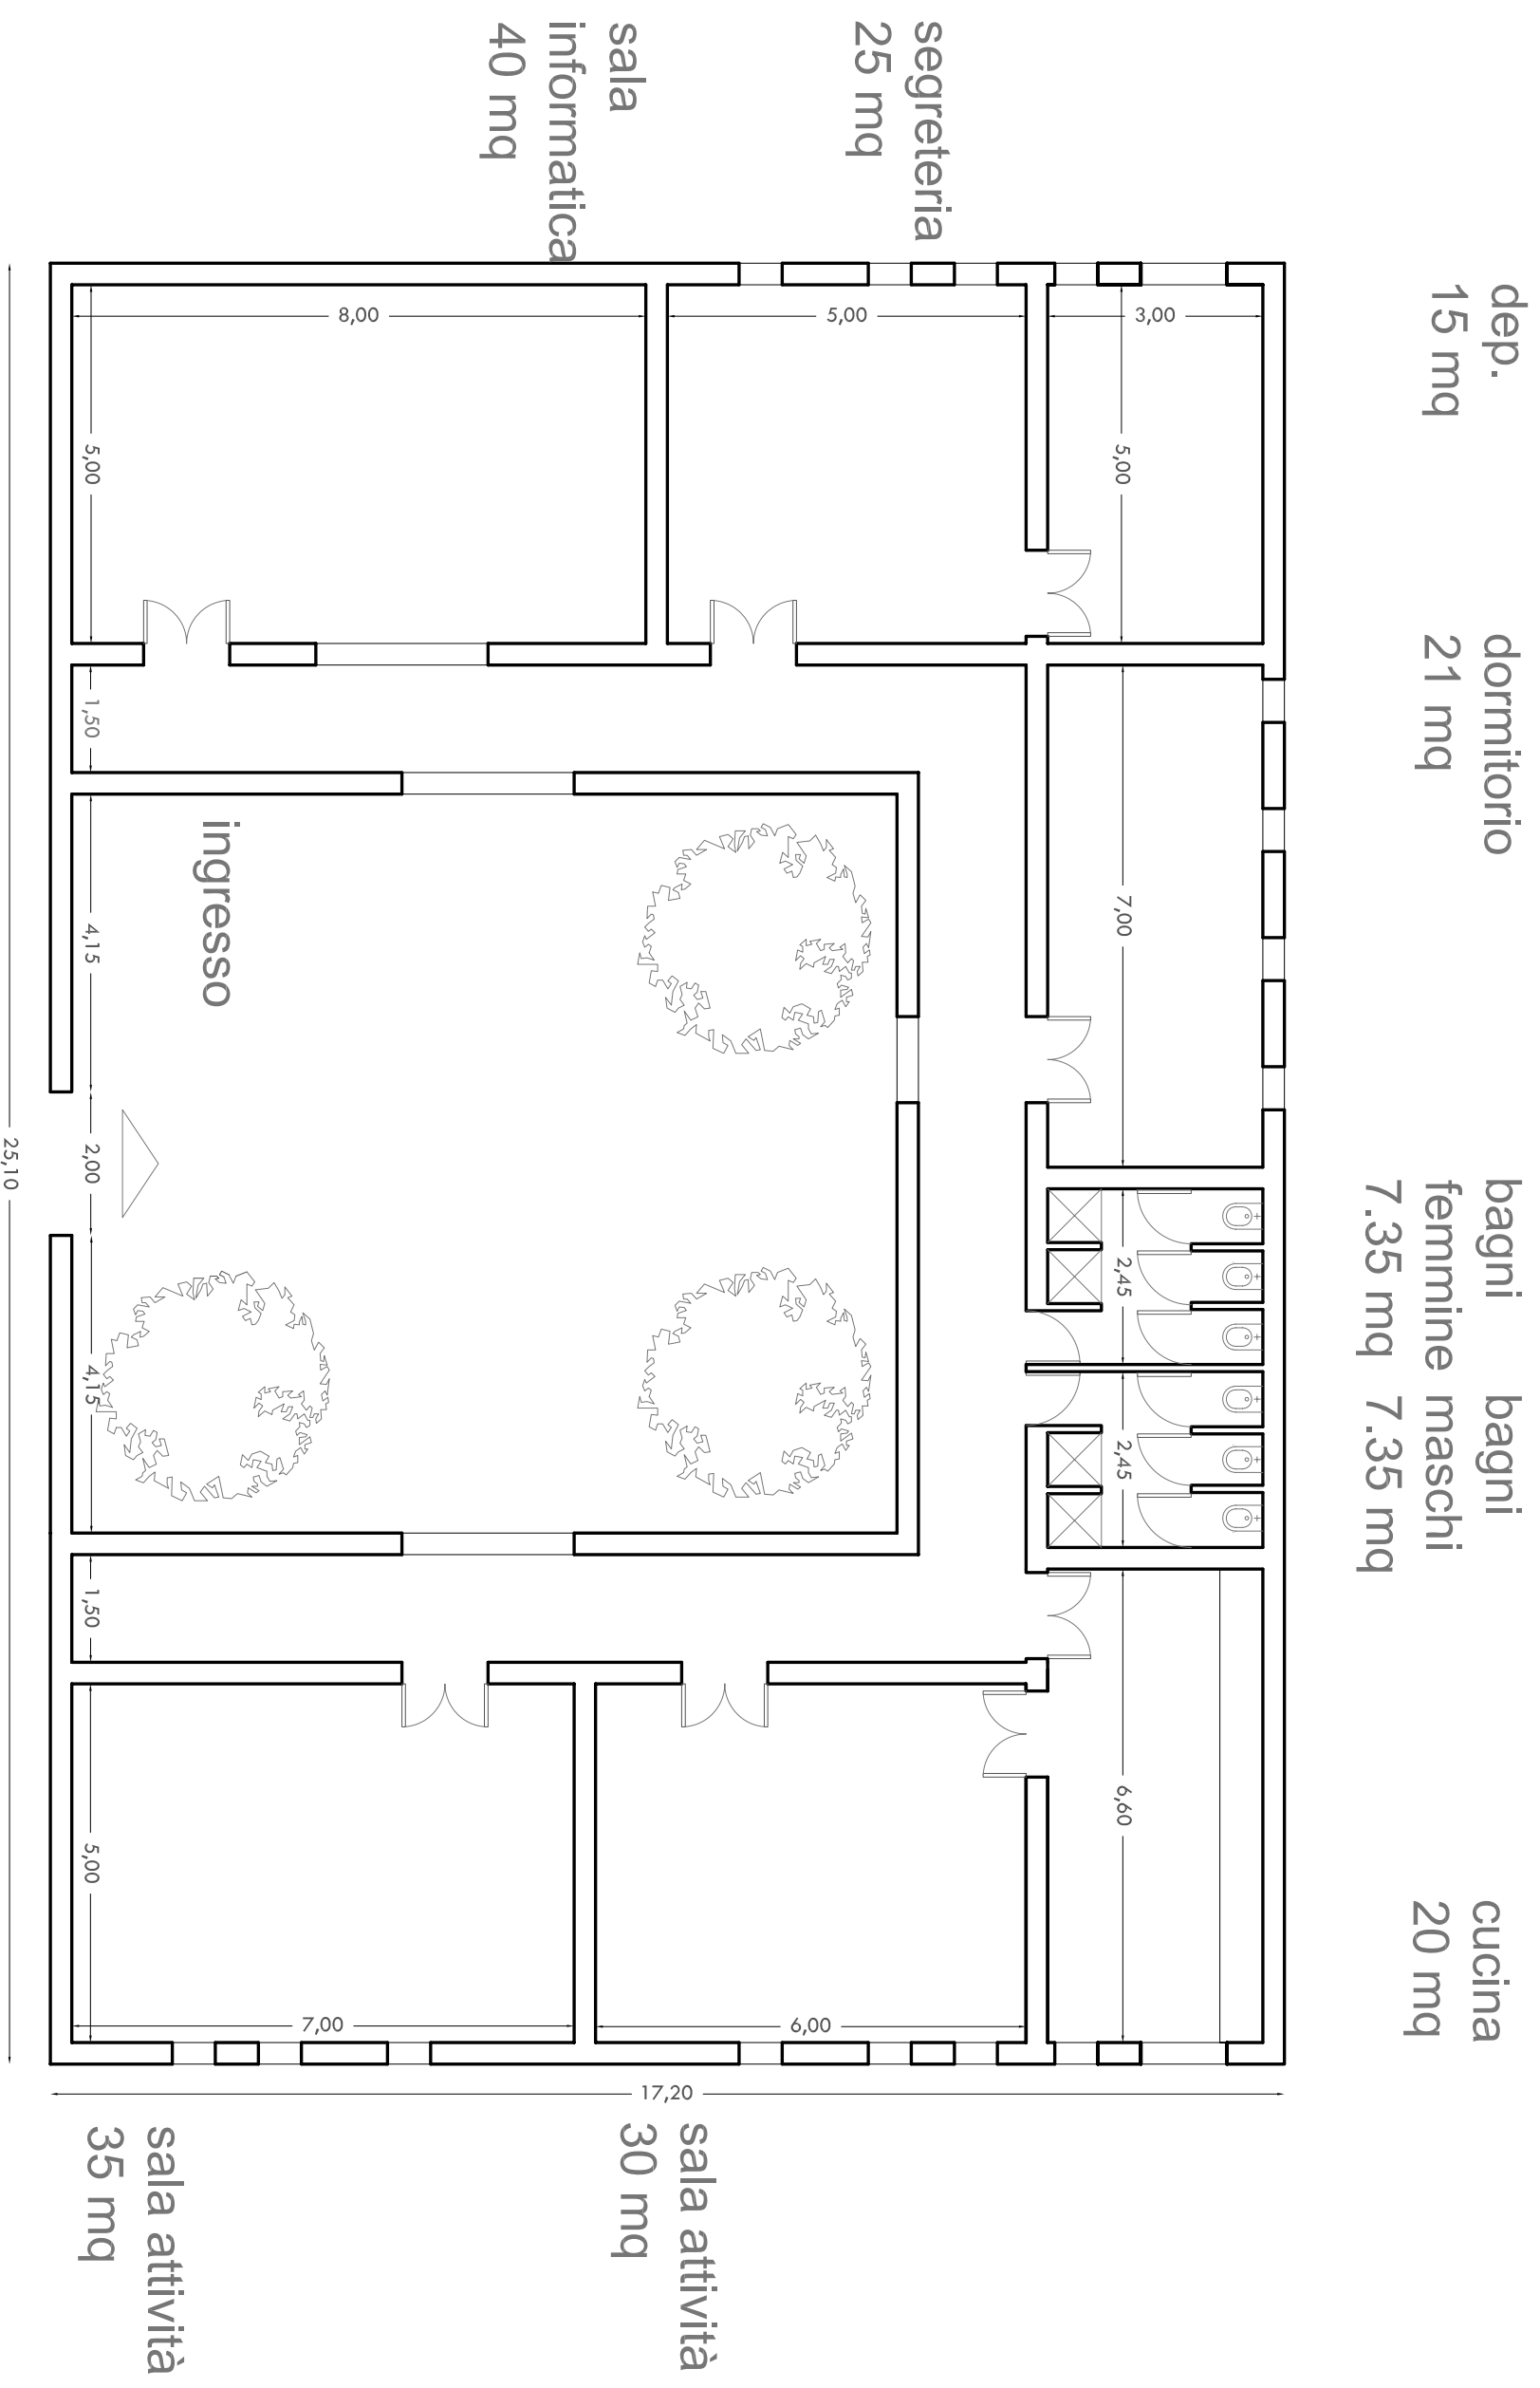 dep.
15 mq
dormitorio
21 mq
bagni
femmine
7.35 mq
bagni
maschi
7.35 mq
cucina
20 mq
segreteria
25 mq
sala
informatica
40 mq
sala attività
30 mq
sala attività
35 mq
ingresso
3,00
5,00
5,00
8,00
5,00
7,00
2,45
2,45
6,60
1,50
4,15
2,00
4,15
1,50
5,00
6,00
7,00
17,20
25,10